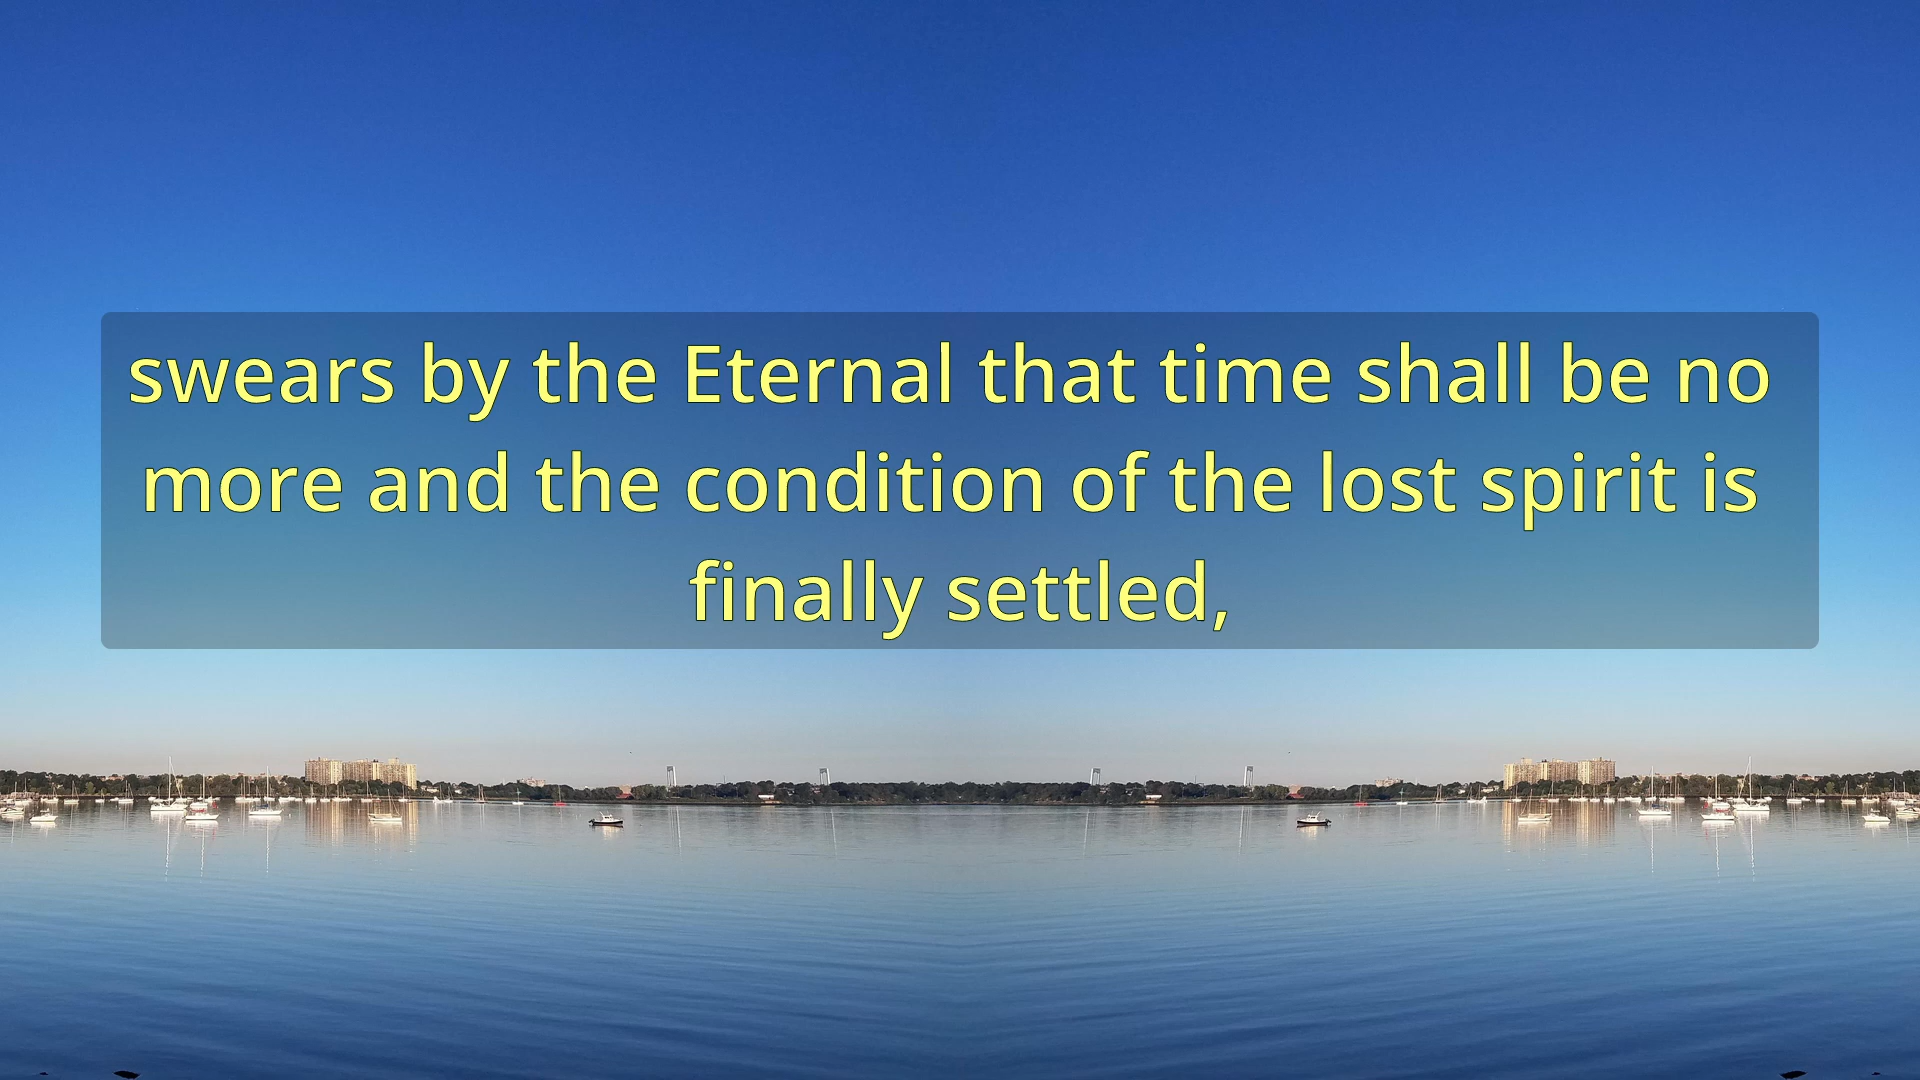 swears by the Eternal that time shall be no
more and the condition of the lost spirit is
finally settled,